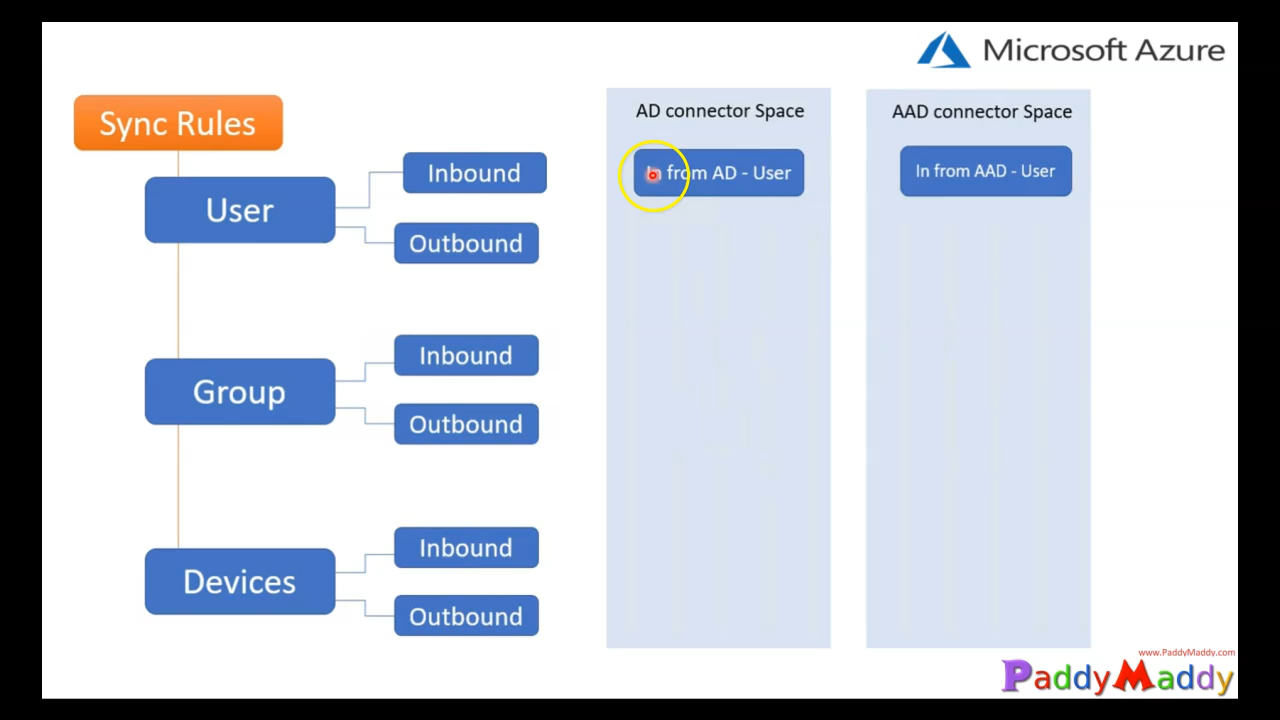 Microsoft Azure
Sync Rules
User
Inbound
Outbound
Group
Inbound
Outbound
Devices
Inbound
Outbound
AD connector Space
In from AD - User
AAD connector Space
In from AAD - User
www.PaddyMaddy.com
PaddyMaddy